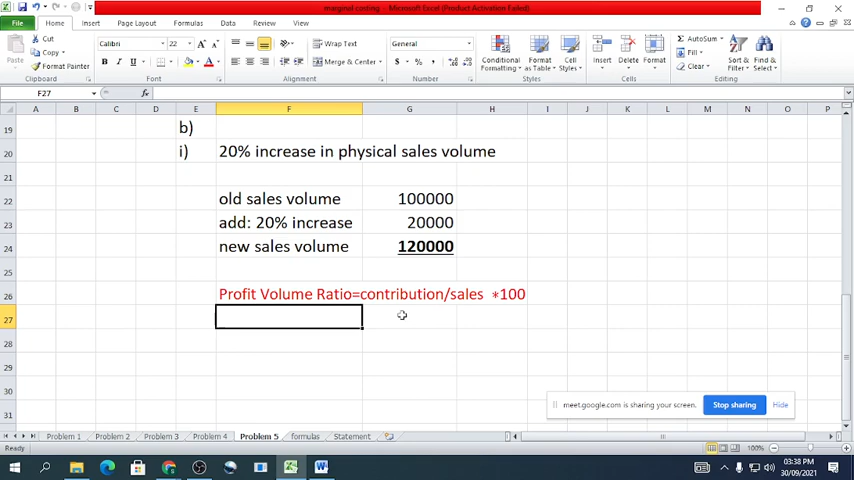 marginal costing - Microsoft Excel (Product Activation Failed)
File Home Insert Page Layout Formulas Data Review View
Paste Cut Copy Format Painter Clipboard
Calibri 22 B I U Font
Wrap Text Merge & Center Alignment
General $ % , Number
Conditional Formatting Format as Table Cell Styles Styles
Insert Delete Format Cells
AutoSum Fill Clear Sort & Filter Find & Select Editing
F27 fx
A B C D E F G H I J K L M N O P
19 b)
20 i) 20% increase in physical sales volume
21
22 old sales volume 100000
23 add: 20% increase 20000
24 new sales volume 120000
25
26 Profit Volume Ratio=contribution/sales *100
27
28
29
30
31
meet.google.com is sharing your screen. Stop sharing Hide
Problem 1 Problem 2 Problem 3 Problem 4 Problem 5 formulas Statement
Ready 100%
03:38 PM
30/09/2021